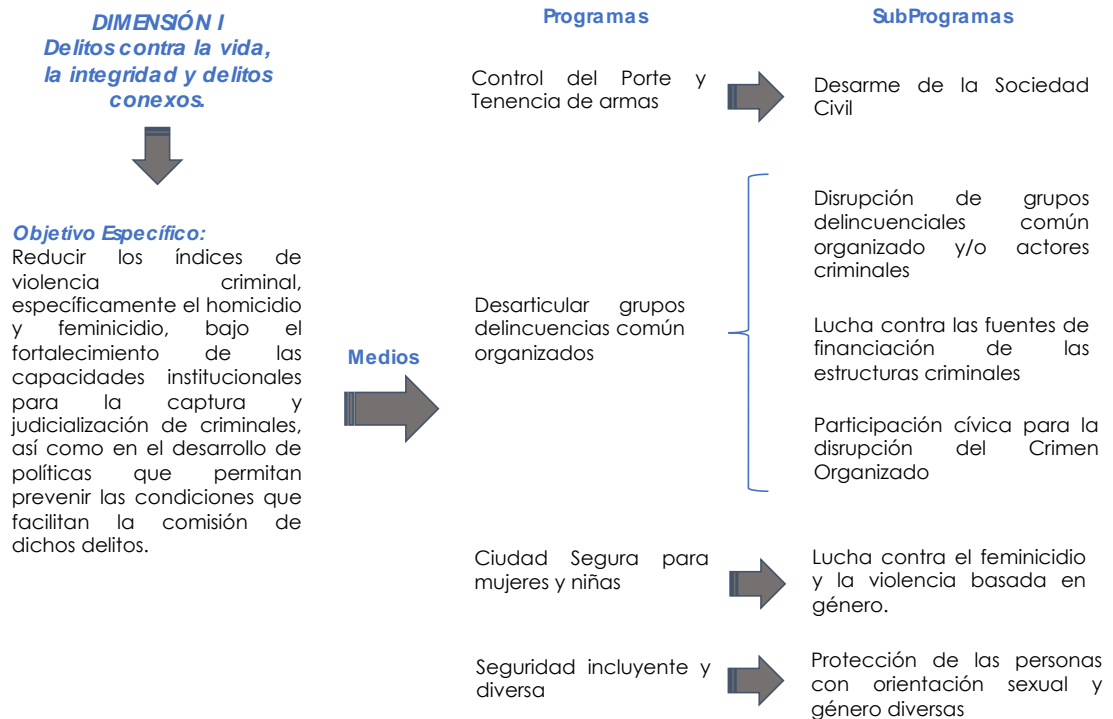 DIMENSIÓN I
Delitos contra la vida,
la integridad y delitos
conexos.
Objetivo Específico:
Reducir los índices de
violencia criminal,
específicamente el homicidio
y feminicidio, bajo el
fortalecimiento de las
capacidades institucionales
para la captura y
judicialización de criminales,
así como en el desarrollo de
políticas que permitan
prevenir las condiciones que
facilitan la comisión de
dichos delitos.
Medios
Programas
SubProgramas
Control del Porte y
Tenencia de armas
Desarme de la Sociedad
Civil
Desarticular grupos
delincuencias común
organizados
Disrupción de grupos
delincuenciales común
organizado y/o actores
criminales
Lucha contra las fuentes de
financiación de las
estructuras criminales
Participación cívica para la
disrupción del Crimen
Organizado
Ciudad Segura para
mujeres y niñas
Lucha contra el feminicidio
y la violencia basada en
género.
Seguridad incluyente y
diversa
Protección de las personas
con orientación sexual y
género diversas